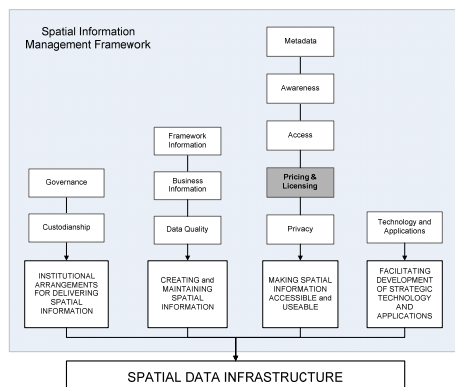 Spatial Information
Management Framework
Metadata
Awareness
Access
Pricing &
Licensing
Privacy
Framework
Information
Business
Information
Data Quality
Governance
Custodianship
Technology and
Applications
INSTITUTIONAL
ARRANGEMENTS
FOR DELIVERING
SPATIAL
INFORMATION
CREATING and
MAINTAINING
SPATIAL
INFORMATION
MAKING SPATIAL
INFORMATION
ACCESSIBLE and
USEABLE
FACILITATING
DEVELOPMENT
OF STRATEGIC
TECHNOLOGY
AND
APPLICATIONS
SPATIAL DATA INFRASTRUCTURE